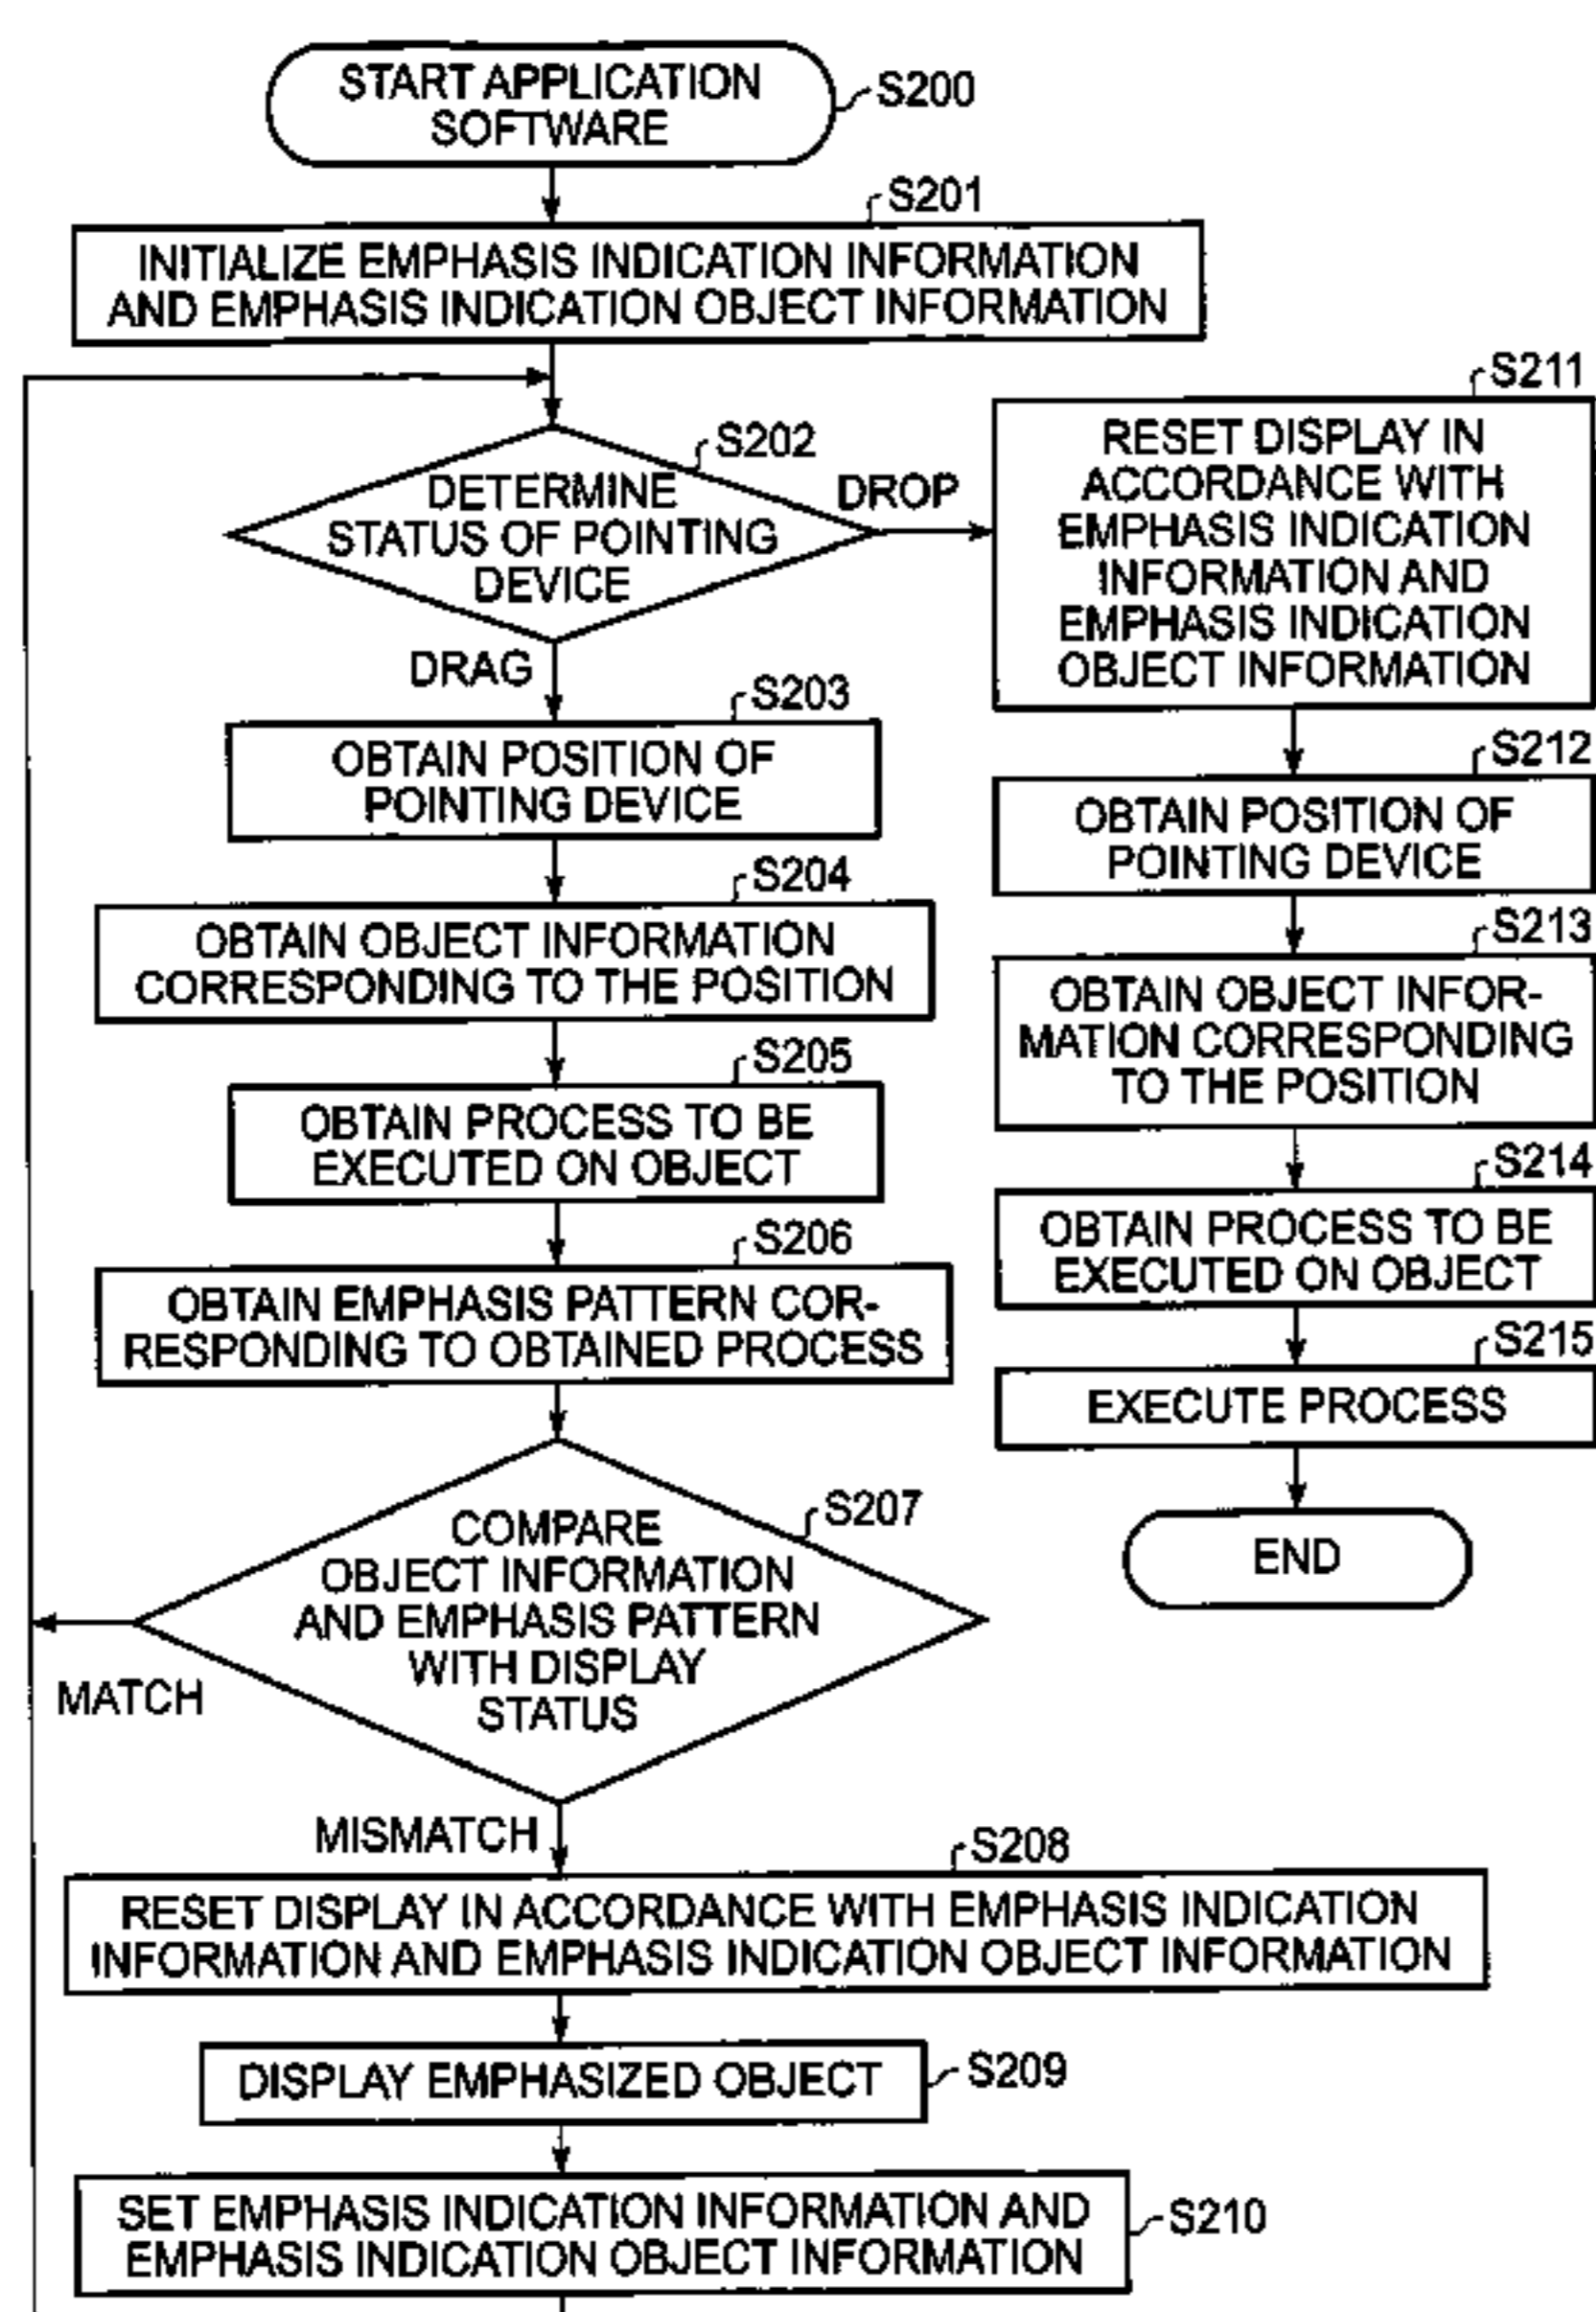 START APPLICATION
SOFTWARE
S200
S201
INITIALIZE EMPHASIS INDICATION INFORMATION
AND EMPHASIS INDICATION OBJECT INFORMATION
S202
DETERMINE
STATUS OF POINTING
DEVICE
DROP
DRAG
S203
OBTAIN POSITION OF
POINTING DEVICE
S204
OBTAIN OBJECT INFORMATION
CORRESPONDING TO THE POSITION
S205
OBTAIN PROCESS TO BE
EXECUTED ON OBJECT
S206
OBTAIN EMPHASIS PATTERN COR-
RESPONDING TO OBTAINED PROCESS
S207
COMPARE
OBJECT INFORMATION
AND EMPHASIS PATTERN
WITH DISPLAY
STATUS
MATCH
MISMATCH
S208
RESET DISPLAY IN ACCORDANCE WITH EMPHASIS INDICATION
INFORMATION AND EMPHASIS INDICATION OBJECT INFORMATION
DISPLAY EMPHASIZED OBJECT
S209
SET EMPHASIS INDICATION INFORMATION AND
EMPHASIS INDICATION OBJECT INFORMATION
S210
S211
RESET DISPLAY IN
ACCORDANCE WITH
EMPHASIS INDICATION
INFORMATION AND
EMPHASIS INDICATION
OBJECT INFORMATION
S212
OBTAIN POSITION OF
POINTING DEVICE
S213
OBTAIN OBJECT INFOR-
MATION CORRESPONDING
TO THE POSITION
S214
OBTAIN PROCESS TO BE
EXECUTED ON OBJECT
S215
EXECUTE PROCESS
END